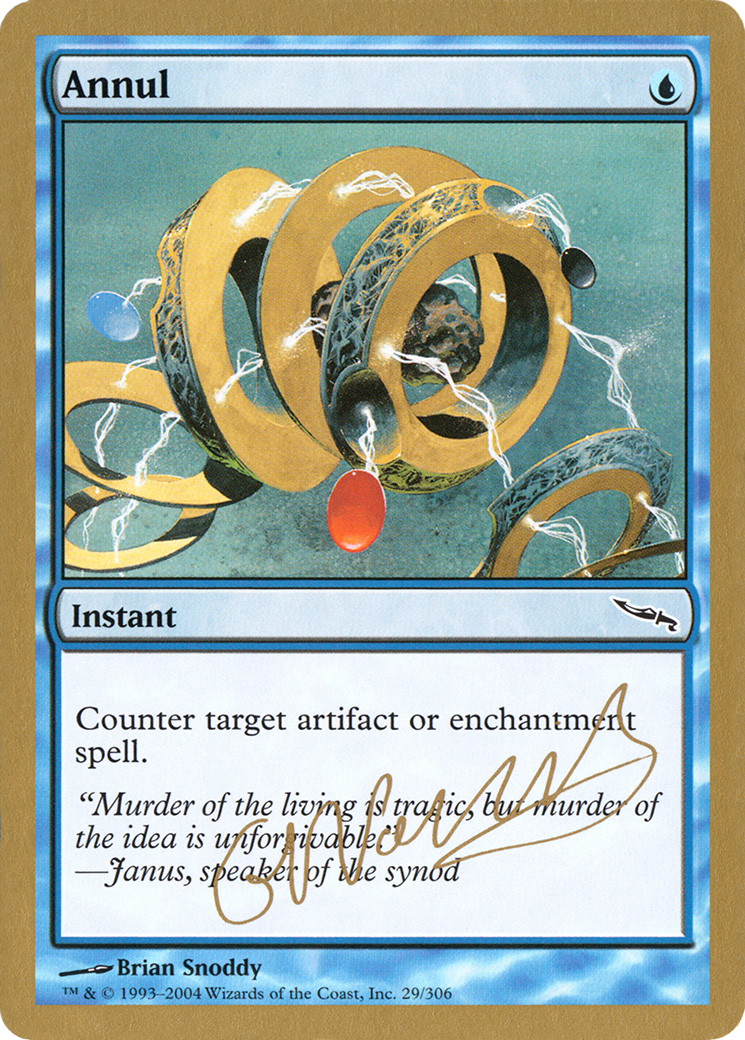 Annul
Instant
Counter target artifact or enchantment
spell.
“Murder of the living is tragic, but murder of
the idea is unforgivable.”
—Janus, speaker of the synod
Brian Snoddy
™ & © 1993–2004 Wizards of the Coast, Inc. 29/306